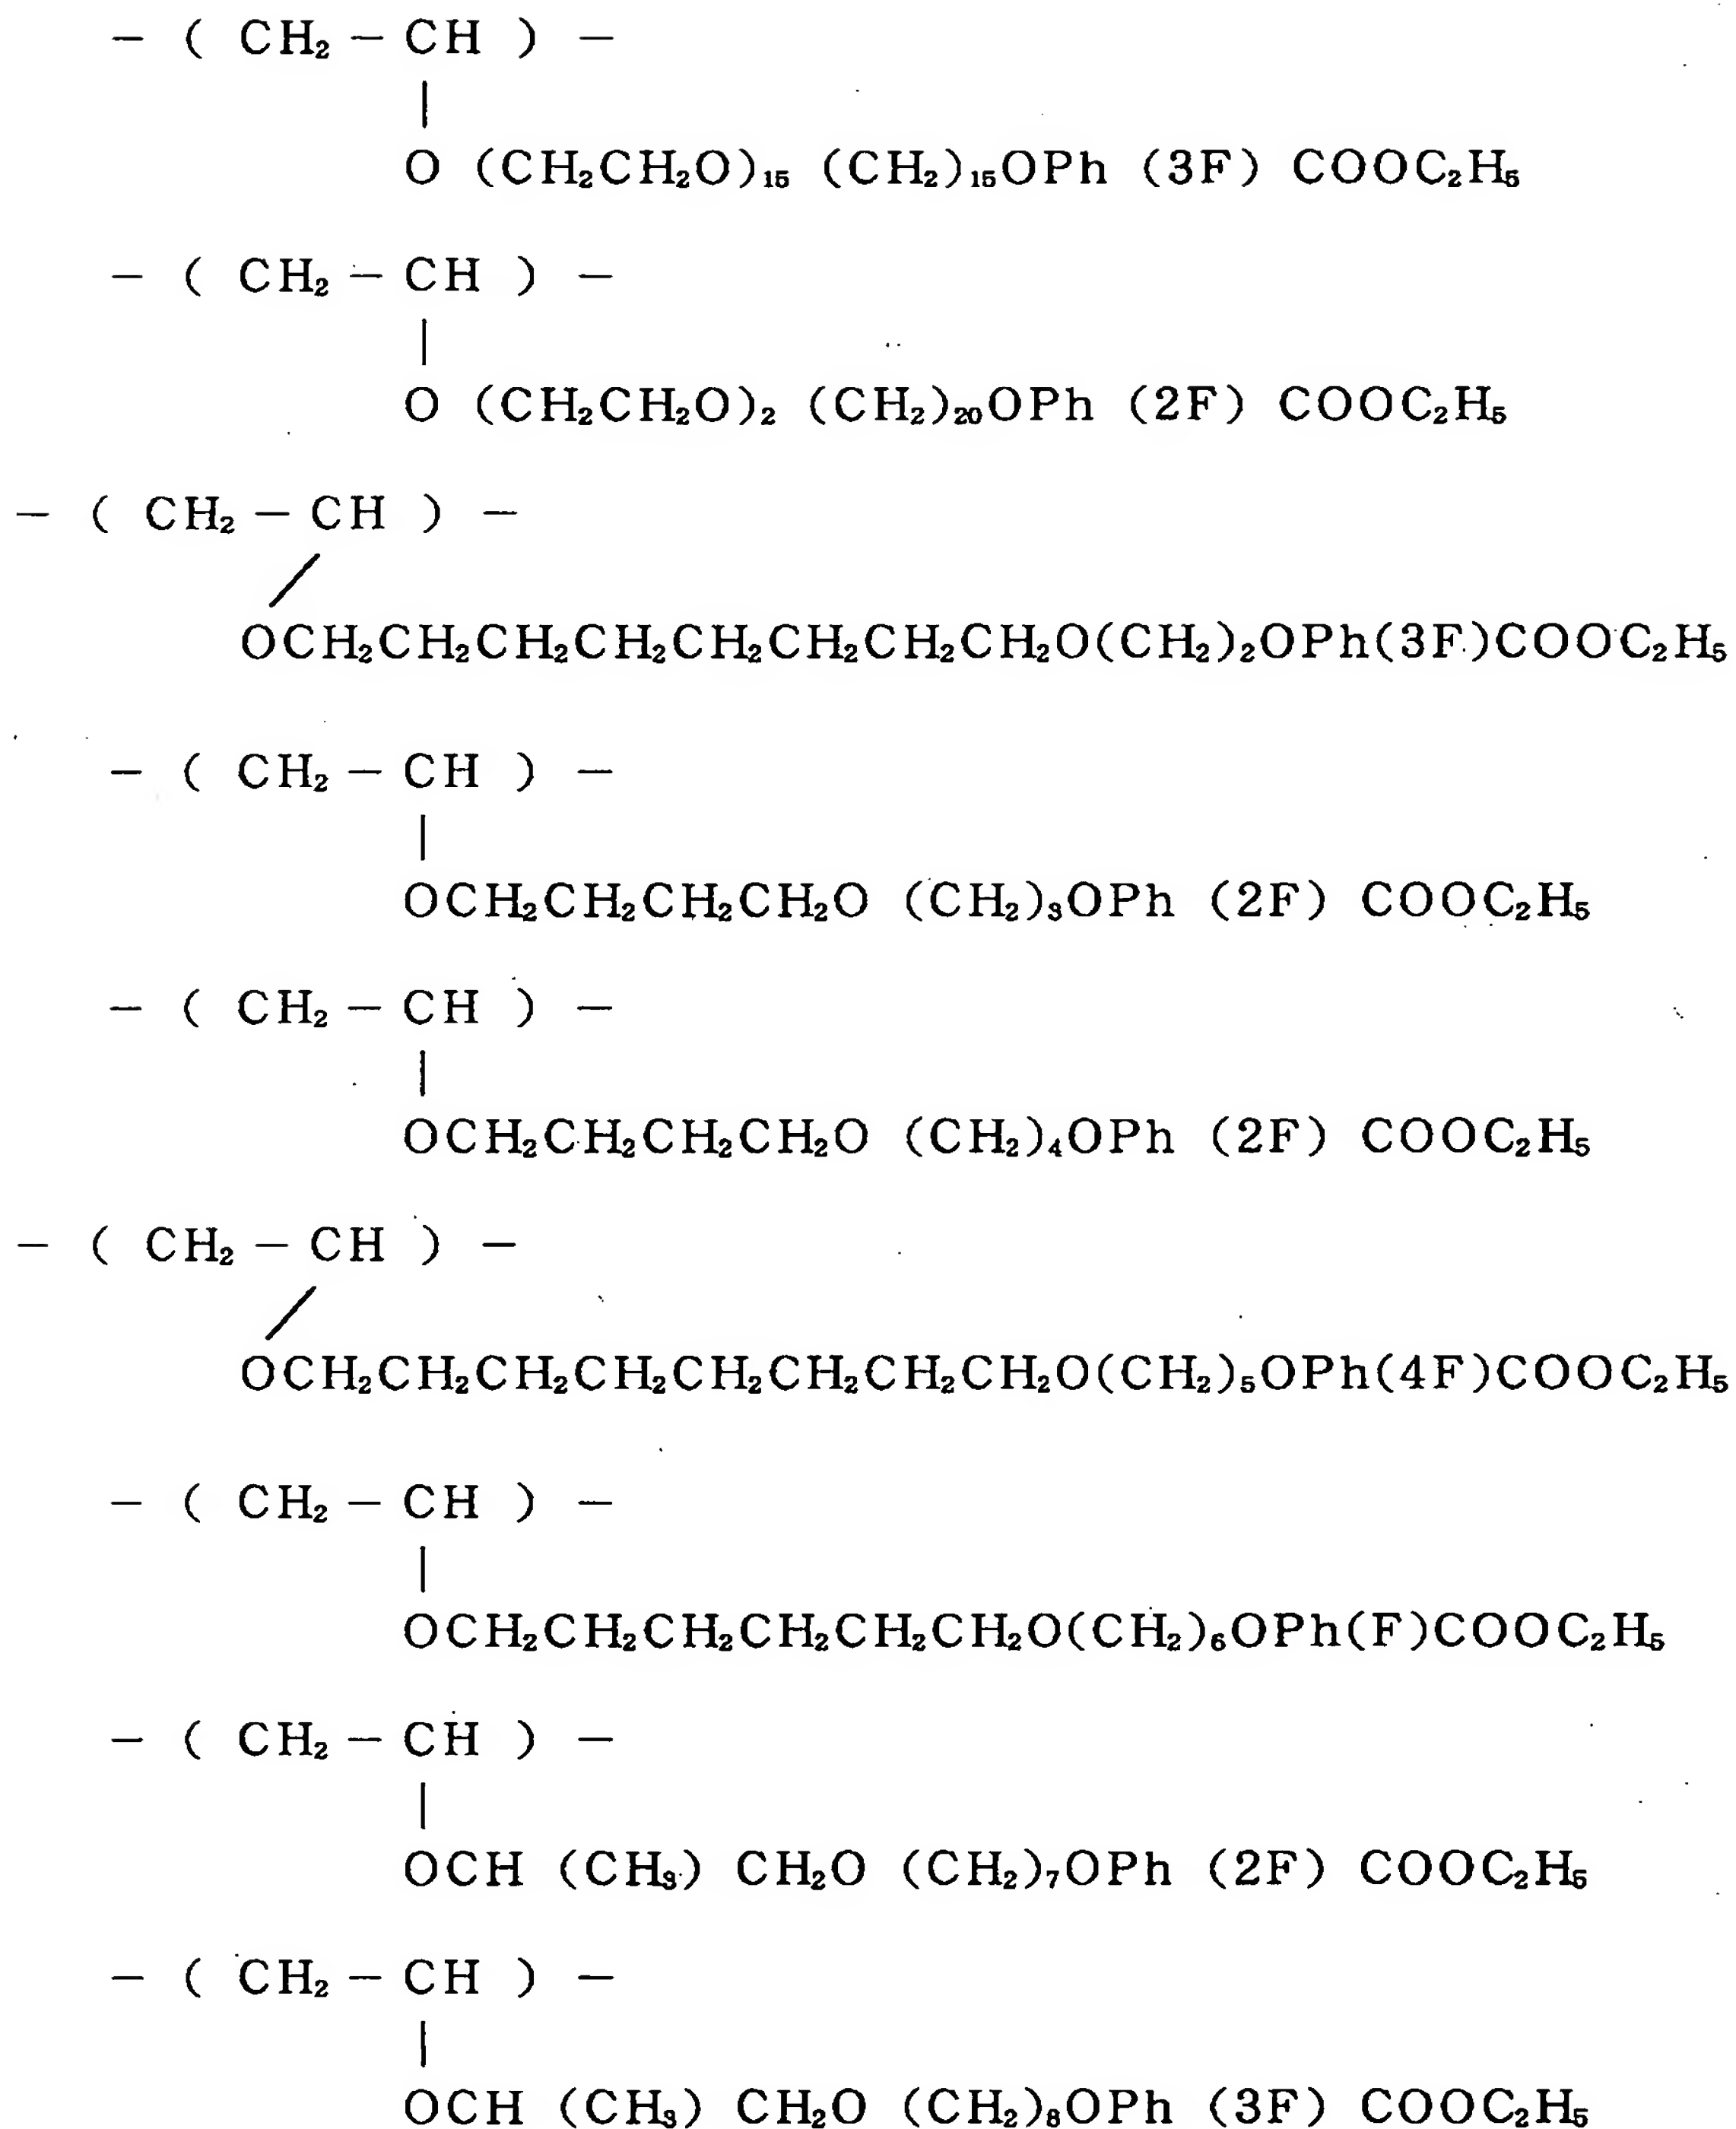 — ( CH₂ — CH ) —
|
O (CH₂CH₂O)₁₅ (CH₂)₁₅OPh (3F) COOC₂H₅
— ( CH₂ — CH ) —
|
O (CH₂CH₂O)₂ (CH₂)₂₀OPh (2F) COOC₂H₅
— ( CH₂ — CH ) —
/
OCH₂CH₂CH₂CH₂CH₂CH₂CH₂CH₂O(CH₂)₂OPh(3F)COOC₂H₅
— ( CH₂ — CH ) —
|
OCH₂CH₂CH₂CH₂O (CH₂)₃OPh (2F) COOC₂H₅
— ( CH₂ — CH ) —
|
OCH₂CH₂CH₂CH₂O (CH₂)₄OPh (2F) COOC₂H₅
— ( CH₂ — CH ) —
/
OCH₂CH₂CH₂CH₂CH₂CH₂CH₂CH₂O(CH₂)₅OPh(4F)COOC₂H₅
— ( CH₂ — CH ) —
|
OCH₂CH₂CH₂CH₂CH₂CH₂O(CH₂)₆OPh(F)COOC₂H₅
— ( CH₂ — CH ) —
|
OCH (CH₃) CH₂O (CH₂)₇OPh (2F) COOC₂H₅
— ( CH₂ — CH ) —
|
OCH (CH₃) CH₂O (CH₂)₈OPh (3F) COOC₂H₅